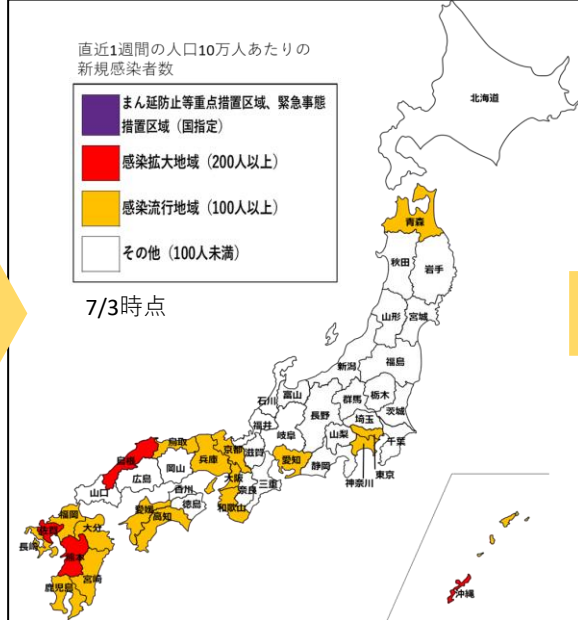 直近1週間の人口10万人あたりの
新規感染者数
まん延防止等重点措置区域、緊急事態
措置区域（国指定）
感染拡大地域（200人以上）
感染流行地域（100人以上）
その他（100人未満）
7/3時点
北海道
青森
秋田
岩手
山形
宮城
新潟
福島
石川
富山
群馬
栃木
茨城
福井
岐阜
長野
埼玉
山梨
千葉
東京
神奈川
静岡
愛知
滋賀
三重
京都
奈良
大阪
和歌山
兵庫
鳥取
島根
岡山
広島
山口
香川
徳島
愛媛
高知
福岡
佐賀
大分
長崎
熊本
宮崎
鹿児島
沖縄